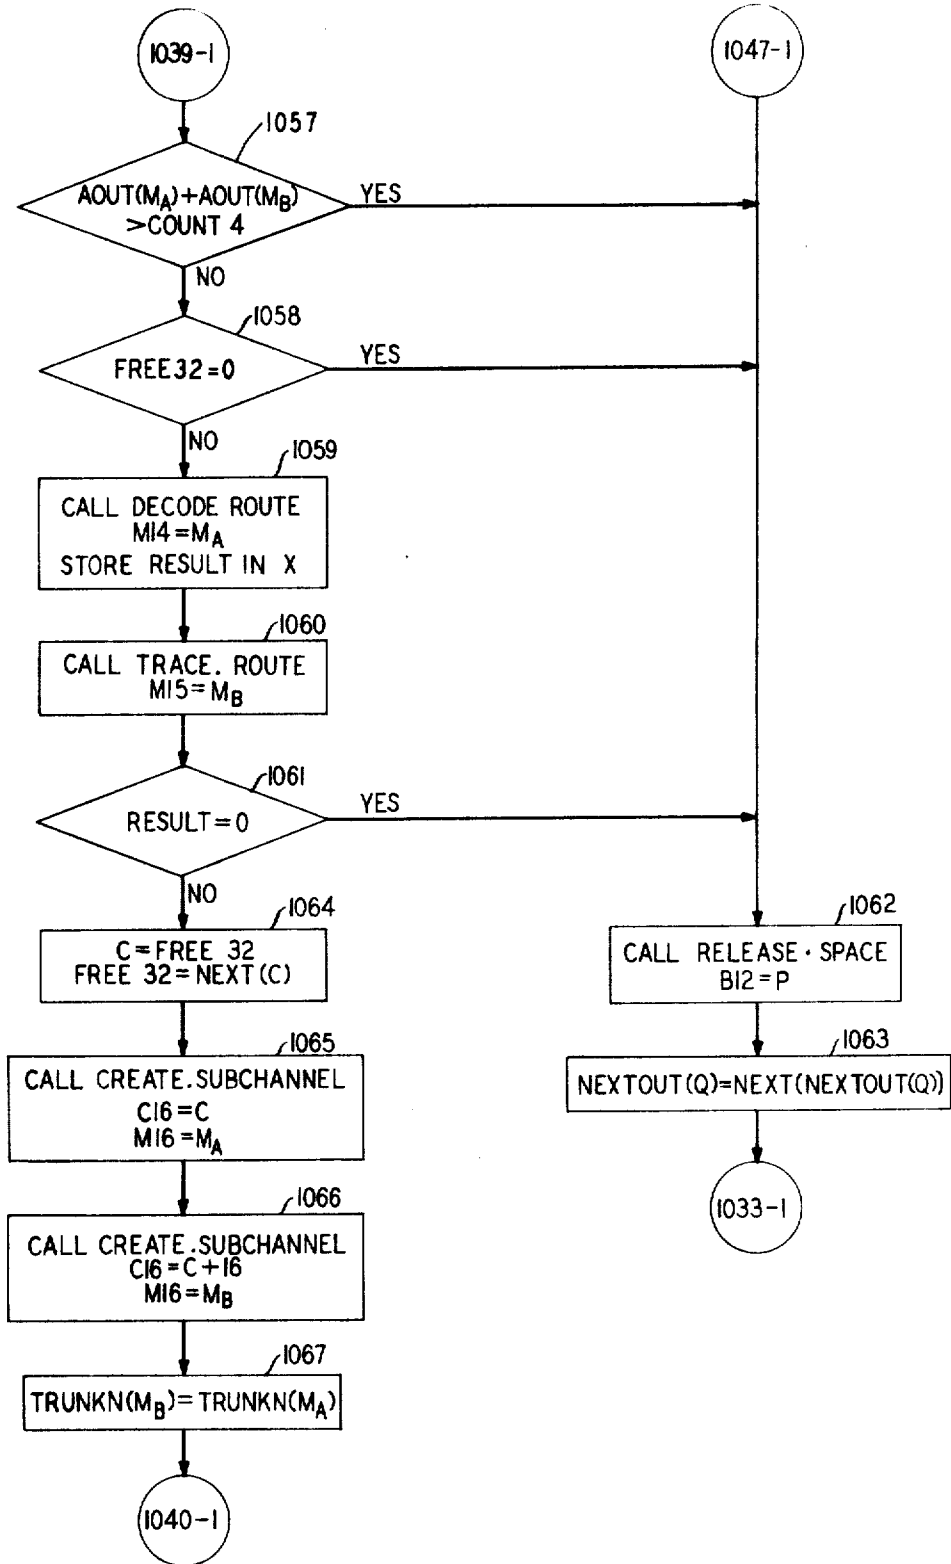 1039-1
1047-1
1057
AOUT(MA)+AOUT(MB)
>COUNT 4
YES
NO
1058
FREE 32=0
YES
NO
1059
CALL DECODE ROUTE
M14=MA
STORE RESULT IN X
1060
CALL TRACE. ROUTE
M15=MB
1061
RESULT=0
YES
NO
1064
C=FREE 32
FREE 32=NEXT(C)
1062
CALL RELEASE·SPACE
B12=P
1065
CALL CREATE.SUBCHANNEL
C16=C
M16=MA
1063
NEXTOUT(Q)=NEXT(NEXTOUT(Q))
1066
CALL CREATE.SUBCHANNEL
C16=C+16
M16=MB
1033-1
1067
TRUNKN(MB)=TRUNKN(MA)
1040-1